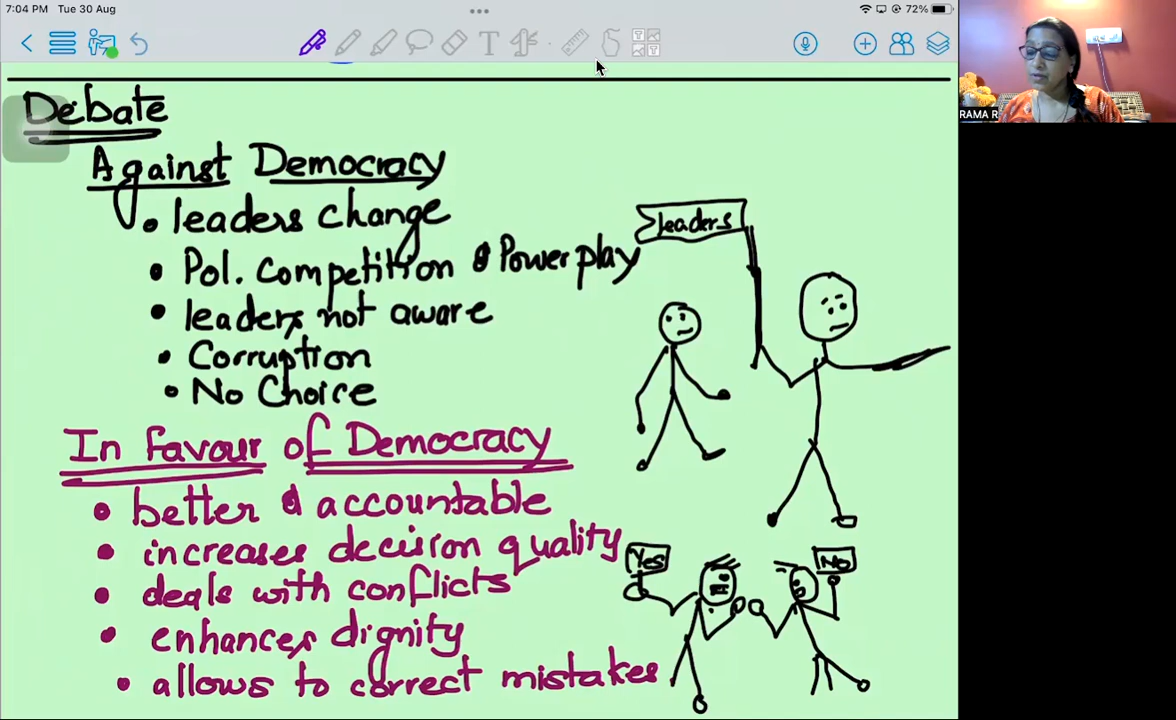 7:04 PM Tue 30 Aug
72%
T
RAMA R
Debate
Against Democracy
• leaders change
• Pol. Competition & Power play
• leaders not aware
• Corruption
• No Choice
leaders
In favour of Democracy
• better & accountable
• increases decision quality
• deals with conflicts
• enhances dignity
• allows to correct mistakes
Yes
No